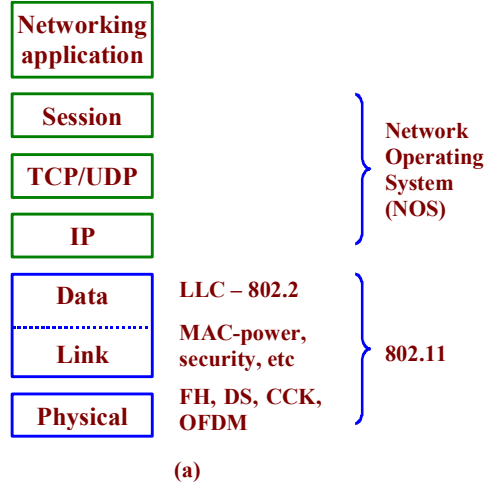 Networking
application
Session
TCP/UDP
IP
Network
Operating
System
(NOS)
Data
Link
LLC – 802.2
MAC-power,
security, etc
802.11
Physical
FH, DS, CCK,
OFDM
(a)